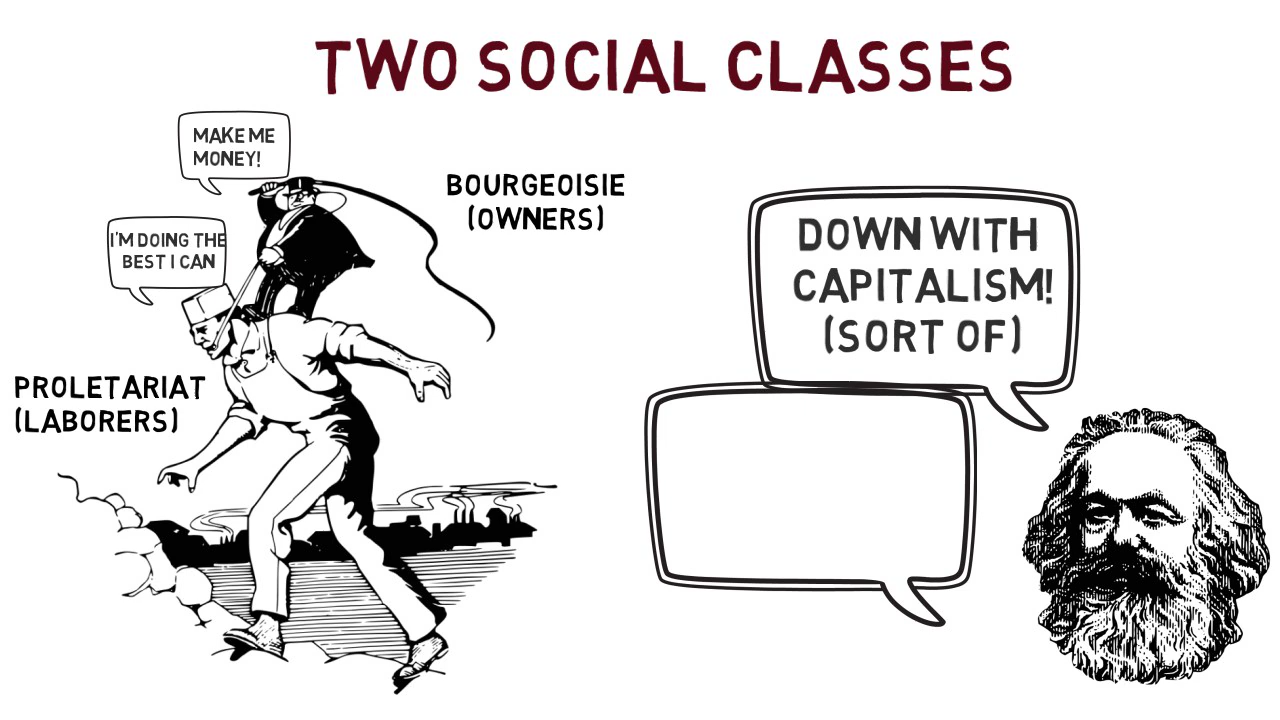 TWO SOCIAL CLASSES
MAKE ME
MONEY!
I'M DOING THE
BEST I CAN
BOURGEOISIE
(OWNERS)
PROLETARIAT
(LABORERS)
DOWN WITH
CAPITALISM!
(SORT OF)